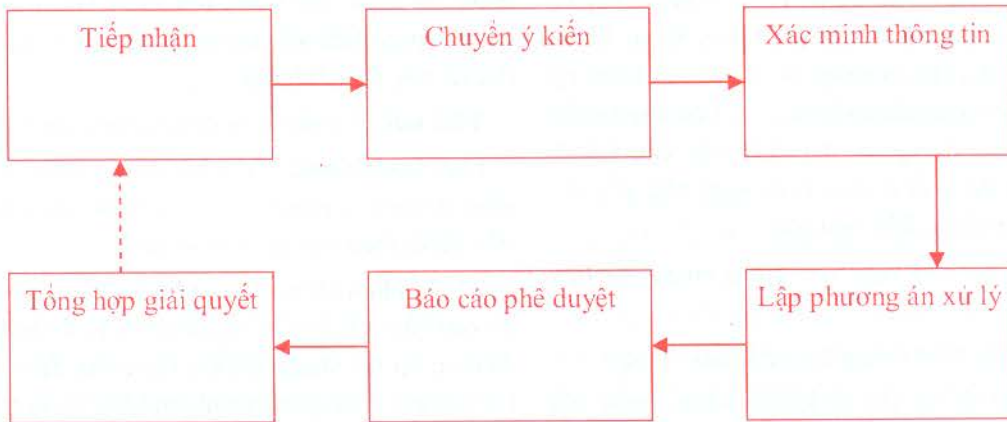 Tiếp nhận
Chuyển ý kiến
Xác minh thông tin
Tổng hợp giải quyết
Báo cáo phê duyệt
Lập phương án xử lý